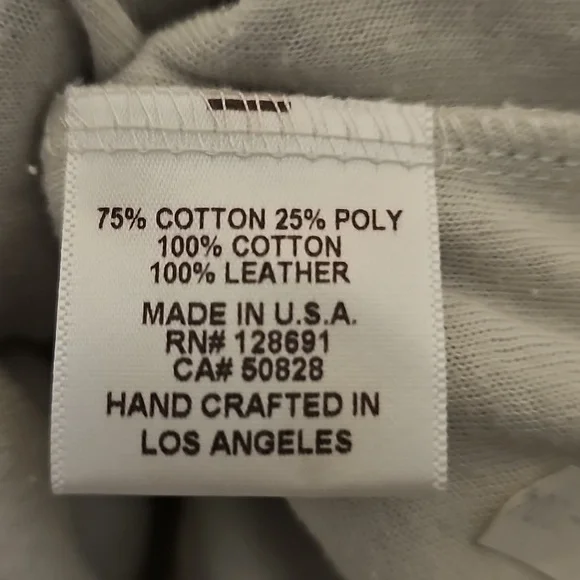 75% COTTON 25% POLY
100% COTTON
100% LEATHER
MADE IN U.S.A.
RN# 128691
CA# 50828
HAND CRAFTED IN
LOS ANGELES